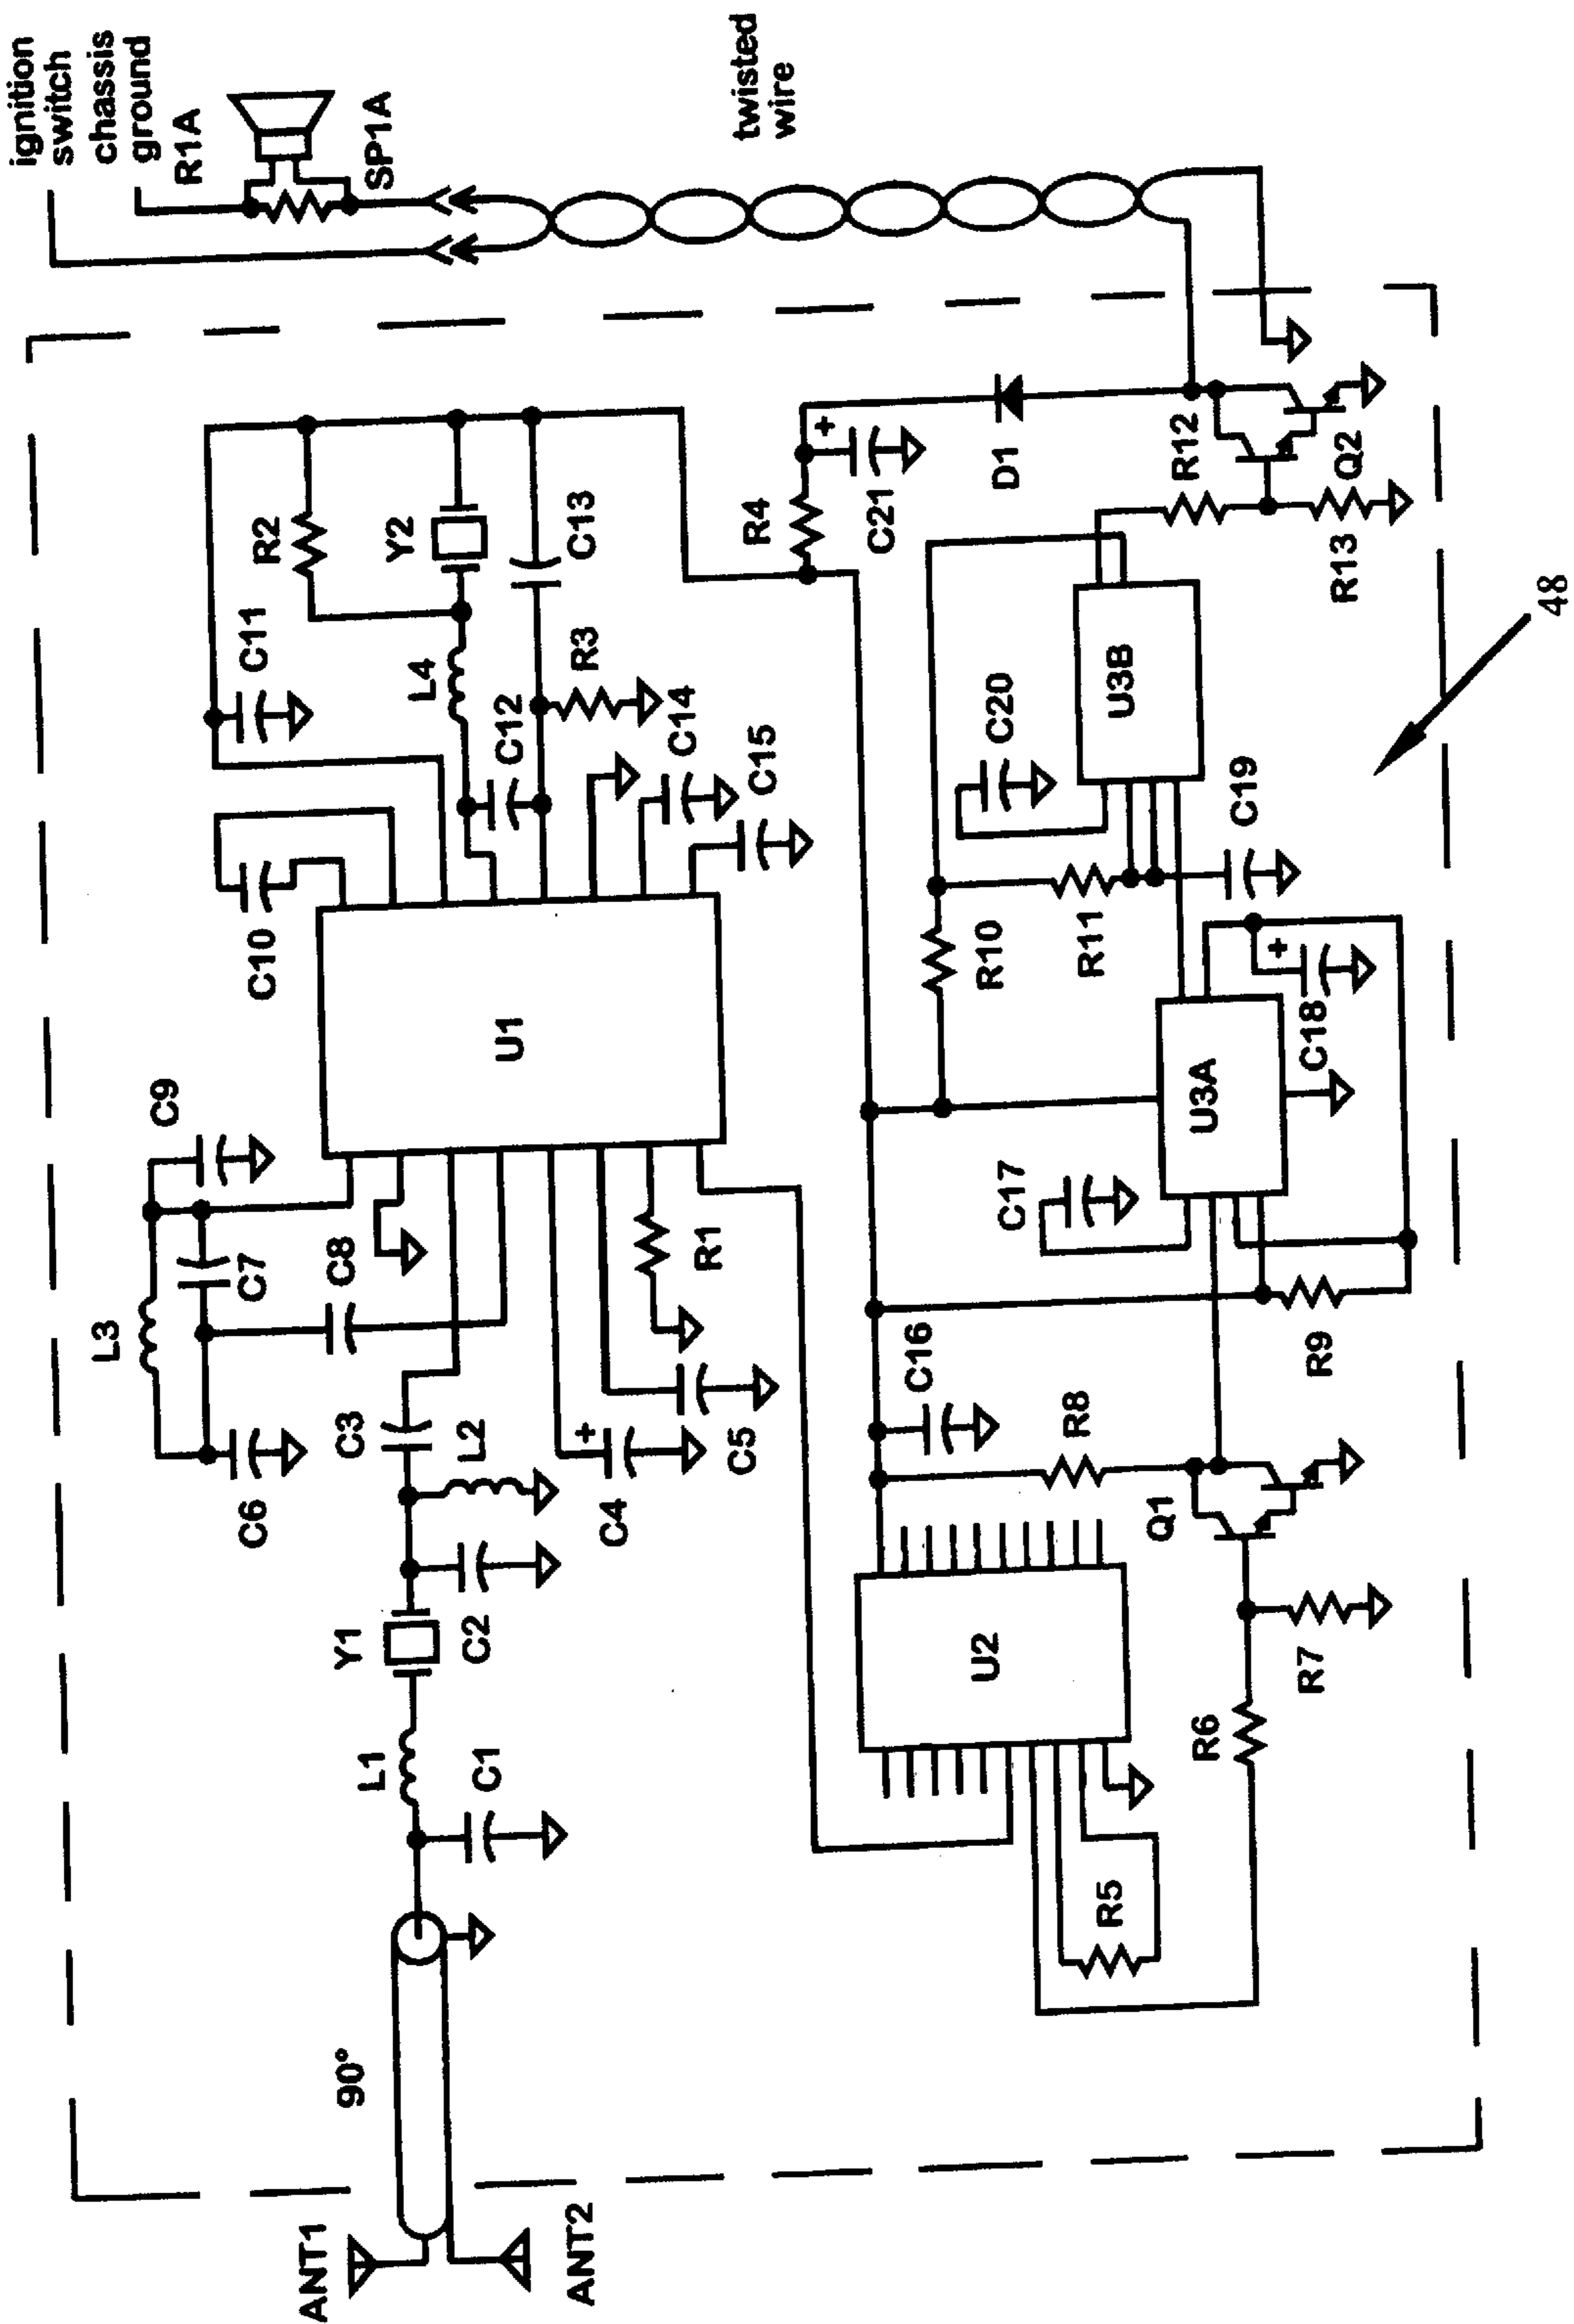 ignition
switch
chassis
ground
R1A
SP1A
twisted
wire
C11
R2
Y2
C13
L4
C12
R3
C14
C15
C10
U1
C9
L3
C7
C8
R1
C6
C3
L2
C4
C5
Y1
C2
L1
C1
90°
ANT1
ANT2
R4
+
C21
D1
R12
Q2
R13
U3B
C20
C19
R11
R10
+
C18
U3A
C17
R9
C16
R8
Q1
U2
R7
R6
R5
+
48